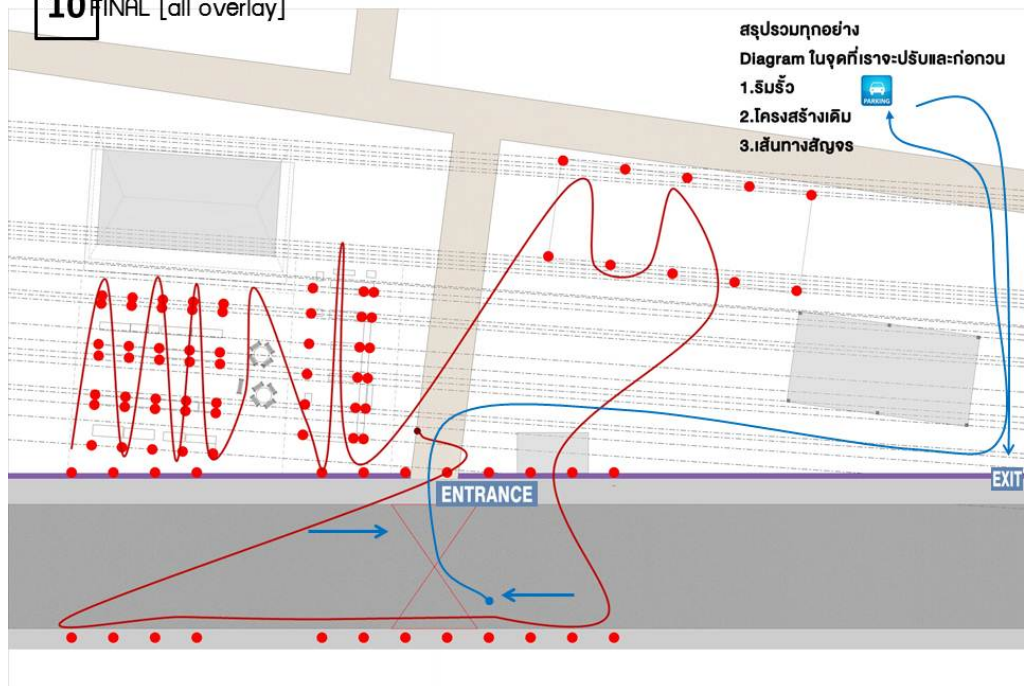 10 FINAL [all overlay]
สรุปรวมทุกอย่าง
Diagram ในจุดที่เราจะปรับและก่อกวน
1.ริมรั้ว
PARKING
2.โครงสร้างเดิม
3.เส้นทางสัญจร
EXIT
ENTRANCE